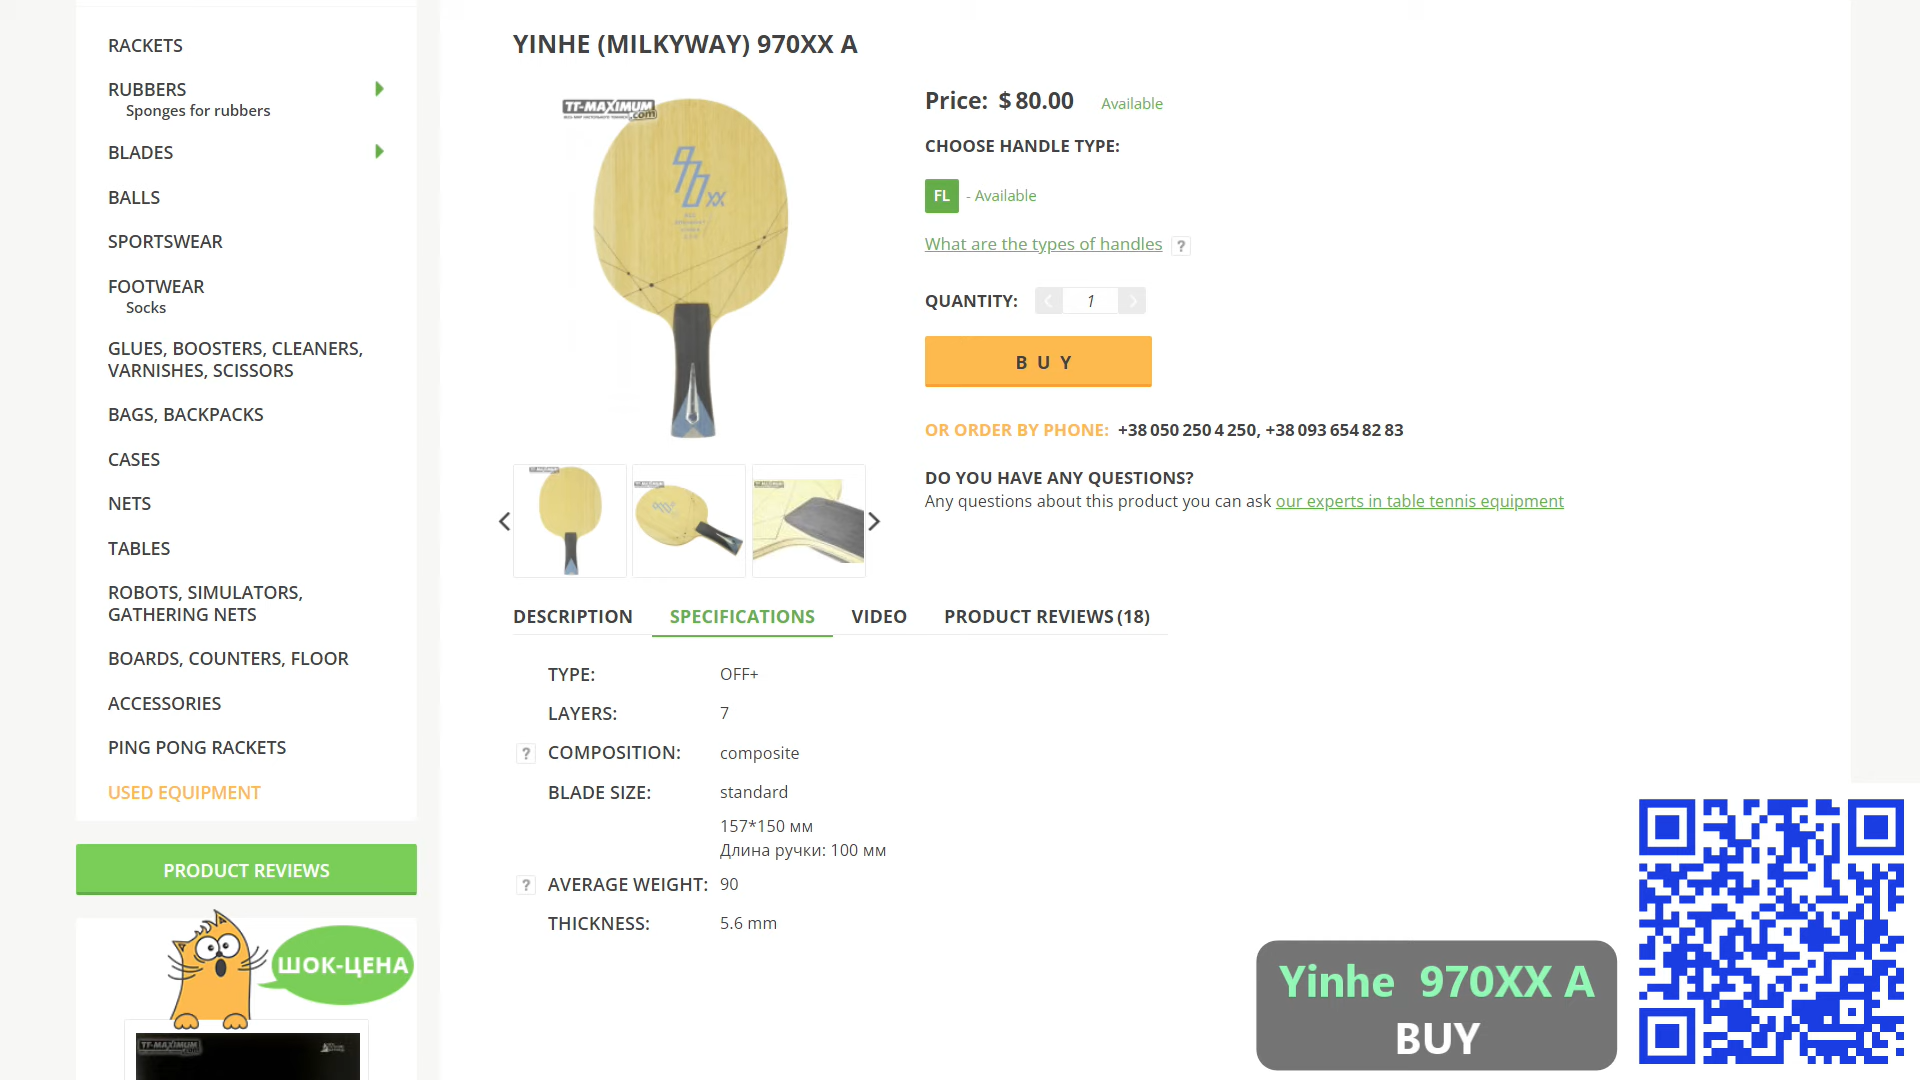 RACKETS
RUBBERS
Sponges for rubbers
BLADES
BALLS
SPORTSWEAR
FOOTWEAR
Socks
GLUES, BOOSTERS, CLEANERS,
VARNISHES, SCISSORS
BAGS, BACKPACKS
CASES
NETS
TABLES
ROBOTS, SIMULATORS,
GATHERING NETS
BOARDS, COUNTERS, FLOOR
ACCESSORIES
PING PONG RACKETS
USED EQUIPMENT
PRODUCT REVIEWS
ШОК-ЦЕНА
TT-MAXIMUM
YINHE (MILKYWAY) 970XX A
TT-MAXIMUM
.com
970XX
Price: $ 80.00 Available
CHOOSE HANDLE TYPE:
FL - Available
What are the types of handles ?
QUANTITY: 1
BUY
OR ORDER BY PHONE: +38 050 250 4 250, +38 093 654 82 83
DO YOU HAVE ANY QUESTIONS?
Any questions about this product you can ask our experts in table tennis equipment
DESCRIPTION SPECIFICATIONS VIDEO PRODUCT REVIEWS (18)
TYPE: OFF+
LAYERS: 7
? COMPOSITION: composite
BLADE SIZE: standard
157*150 мм
Длина ручки: 100 мм
? AVERAGE WEIGHT: 90
THICKNESS: 5.6 mm
Yinhe 970XX A
BUY